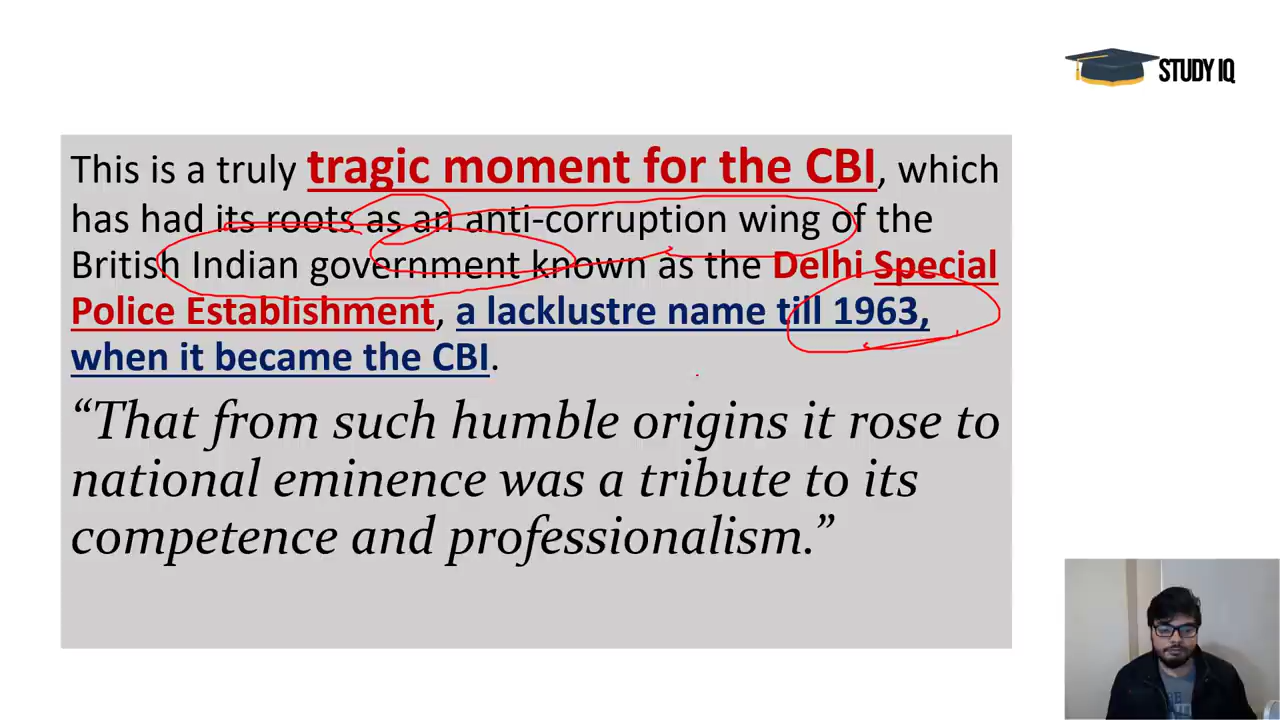 STUDY IQ
This is a truly tragic moment for the CBI, which
has had its roots as an anti-corruption wing of the
British Indian government known as the Delhi Special
Police Establishment, a lacklustre name till 1963,
when it became the CBI.
“That from such humble origins it rose to
national eminence was a tribute to its
competence and professionalism.”